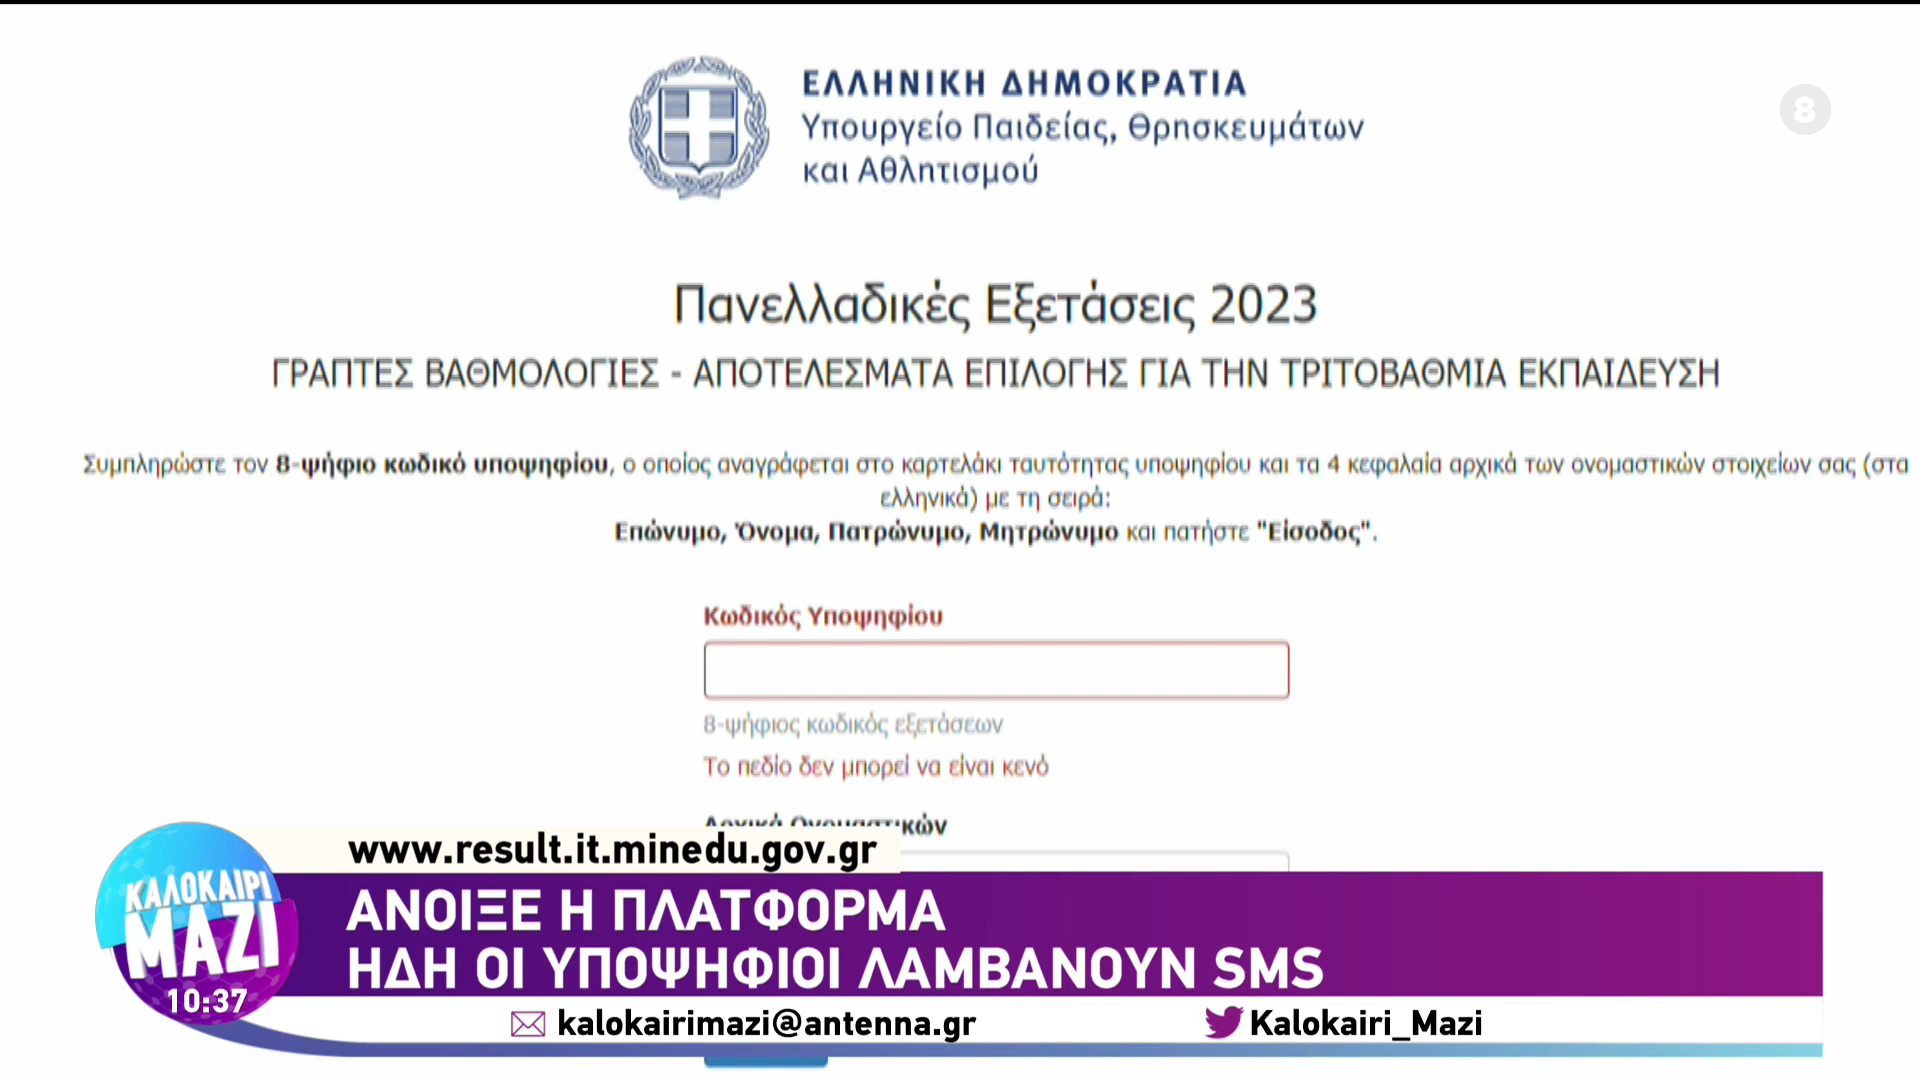 ΕΛΛΗΝΙΚΗ ΔΗΜΟΚΡΑΤΙΑ
Υπουργείο Παιδείας, Θρησκευμάτων
και Αθλητισμού
8
Πανελλαδικές Εξετάσεις 2023
ΓΡΑΠΤΕΣ ΒΑΘΜΟΛΟΓΙΕΣ - ΑΠΟΤΕΛΕΣΜΑΤΑ ΕΠΙΛΟΓΗΣ ΓΙΑ ΤΗΝ ΤΡΙΤΟΒΑΘΜΙΑ ΕΚΠΑΙΔΕΥΣΗ
Συμπληρώστε τον 8-ψήφιο κωδικό υποψηφίου, ο οποίος αναγράφεται στο καρτελάκι ταυτότητας υποψηφίου και τα 4 κεφαλαία αρχικά των ονομαστικών στοιχείων σας (στα
ελληνικά) με τη σειρά:
Επώνυμο, Όνομα, Πατρώνυμο, Μητρώνυμο και πατήστε "Είσοδος".
Κωδικός Υποψηφίου
8-ψήφιος κωδικός εξετάσεων
Το πεδίο δεν μπορεί να είναι κενό
Αρχικά Ονομαστικών
www.result.it.minedu.gov.gr
ΚΑΛΟΚΑΙΡΙ
ΜΑΖΙ
10:37
ΑΝΟΙΞΕ Η ΠΛΑΤΦΟΡΜΑ
ΗΔΗ ΟΙ ΥΠΟΨΗΦΙΟΙ ΛΑΜΒΑΝΟΥΝ SMS
kalokairimazi@antenna.gr
Kalokairi_Mazi